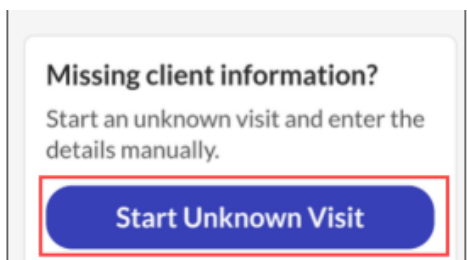 Missing client information?
Start an unknown visit and enter the
details manually.
Start Unknown Visit